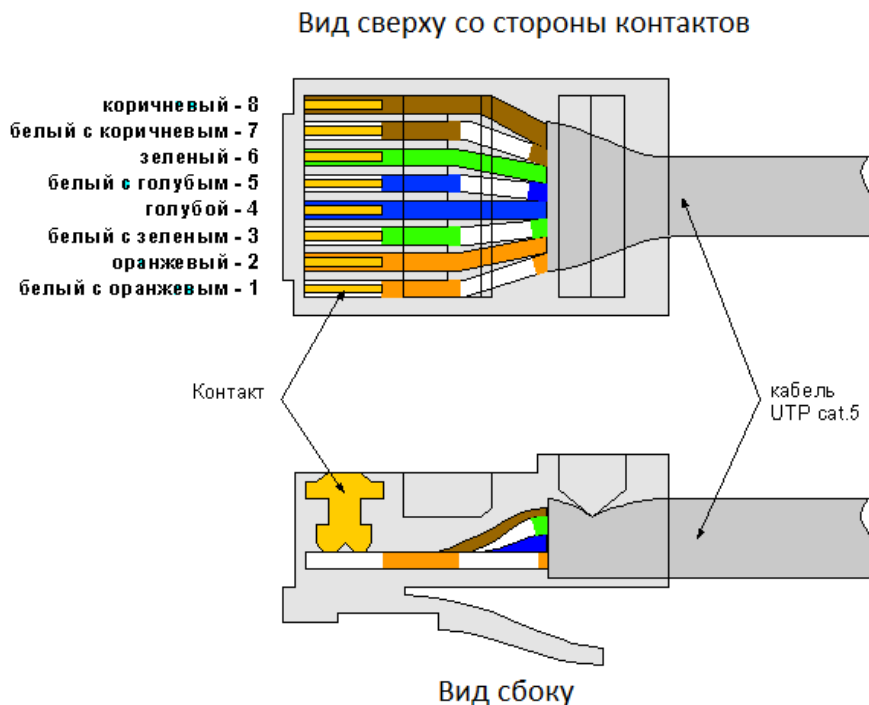 Вид сверху со стороны контактов
коричневый - 8
белый с коричневым - 7
зеленый - 6
белый с голубым - 5
голубой - 4
белый с зеленым - 3
оранжевый - 2
белый с оранжевым - 1
Контакт
кабель
UTP cat.5
Вид сбоку